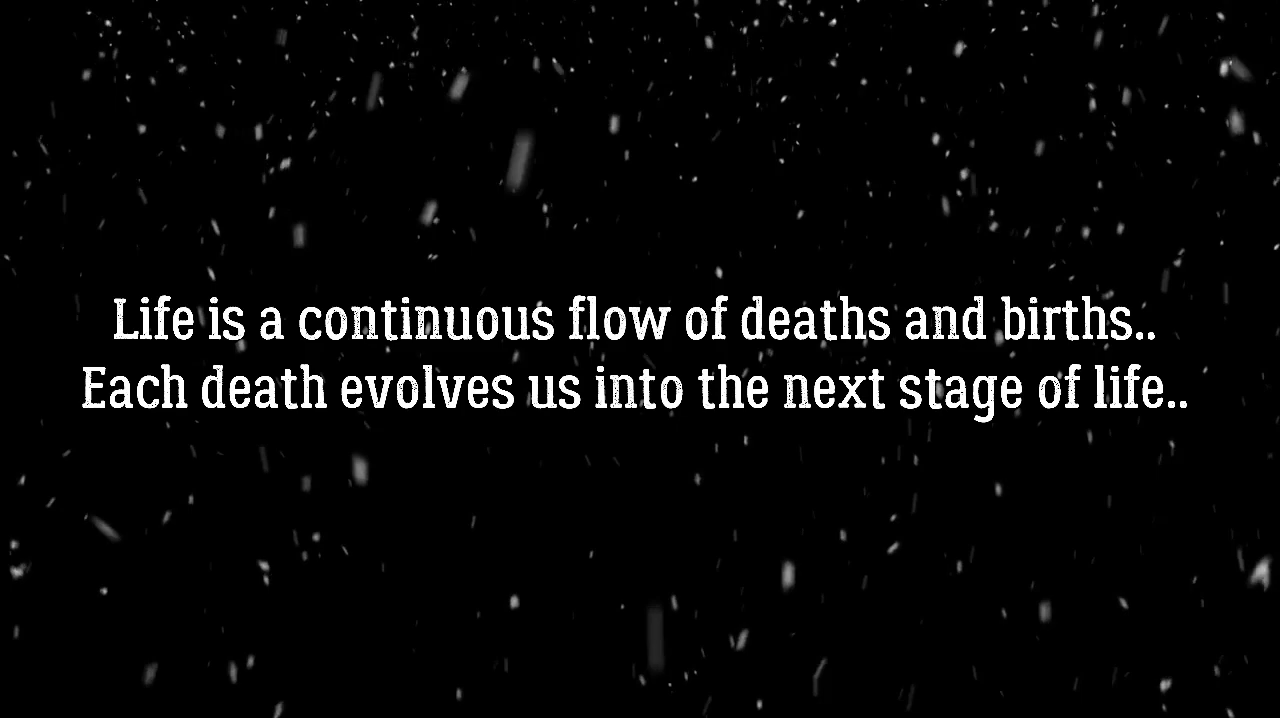 Life is a continuous flow of deaths and births..
Each death evolves us into the next stage of life..